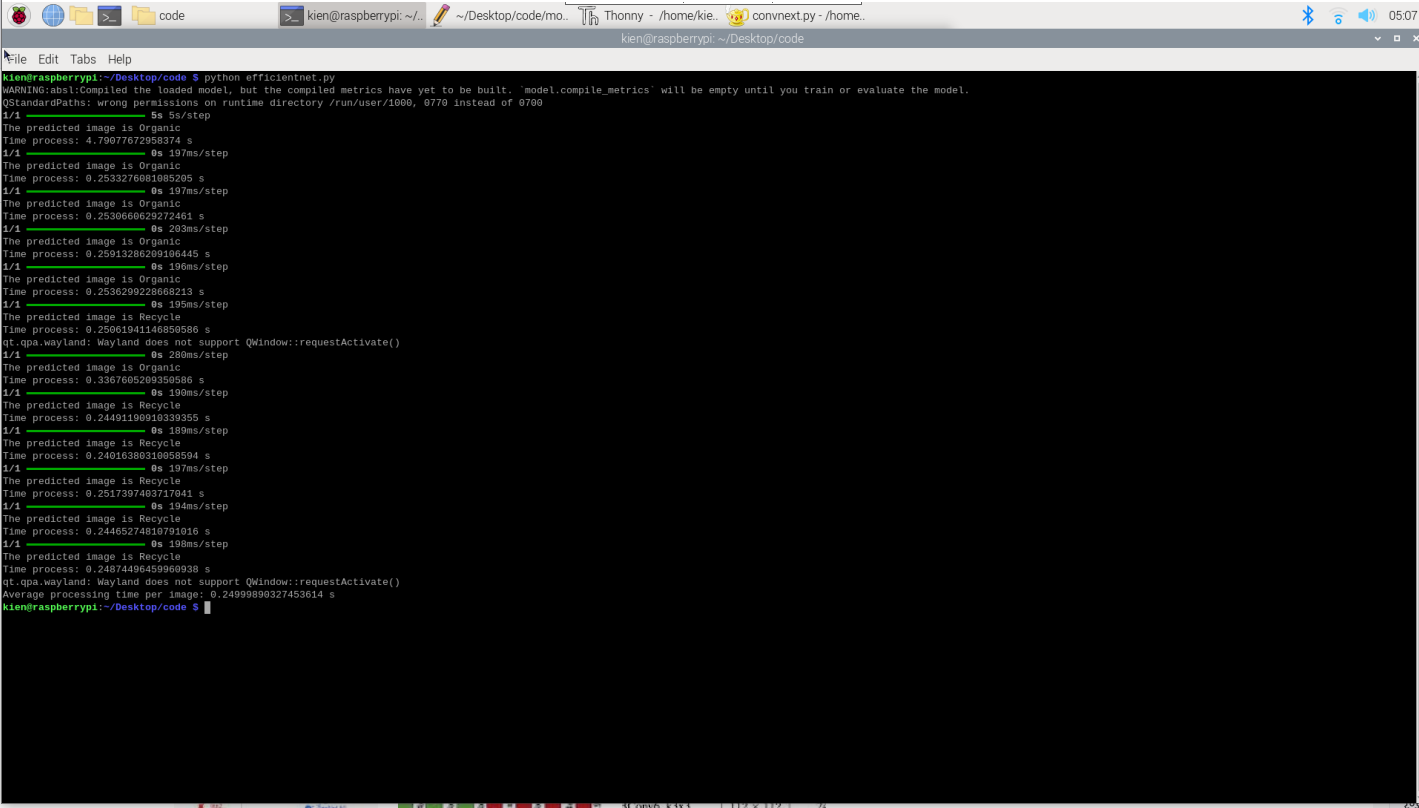 code
kien@raspberrypi: ~/..
~/Desktop/code/mo..
Thonny - /home/kie..
convnext.py - /home..
05:07
kien@raspberrypi: ~/Desktop/code
File Edit Tabs Help
kien@raspberrypi:~/Desktop/code $ python efficientnet.py
WARNING:absl:Compiled the loaded model, but the compiled metrics have yet to be built. `model.compile_metrics` will be empty until you train or evaluate the model.
QStandardPaths: wrong permissions on runtime directory /run/user/1000, 0770 instead of 0700
1/1 5s 5s/step
The predicted image is Organic
Time process: 4.79077672958374 s
1/1 0s 197ms/step
The predicted image is Organic
Time process: 0.2533276081085205 s
1/1 0s 197ms/step
The predicted image is Organic
Time process: 0.2530660629272461 s
1/1 0s 203ms/step
The predicted image is Organic
Time process: 0.25913286209106445 s
1/1 0s 196ms/step
The predicted image is Organic
Time process: 0.2536299228668213 s
1/1 0s 195ms/step
The predicted image is Recycle
Time process: 0.25061941146850586 s
qt.qpa.wayland: Wayland does not support QWindow::requestActivate()
1/1 0s 280ms/step
The predicted image is Organic
Time process: 0.3367605209350586 s
1/1 0s 190ms/step
The predicted image is Recycle
Time process: 0.24491190910339355 s
1/1 0s 189ms/step
The predicted image is Recycle
Time process: 0.24016380310058594 s
1/1 0s 197ms/step
The predicted image is Recycle
Time process: 0.2517397403717041 s
1/1 0s 194ms/step
The predicted image is Recycle
Time process: 0.24465274810791016 s
1/1 0s 198ms/step
The predicted image is Recycle
Time process: 0.24874496459960938 s
qt.qpa.wayland: Wayland does not support QWindow::requestActivate()
Average processing time per image: 0.24999890327453614 s
kien@raspberrypi:~/Desktop/code $